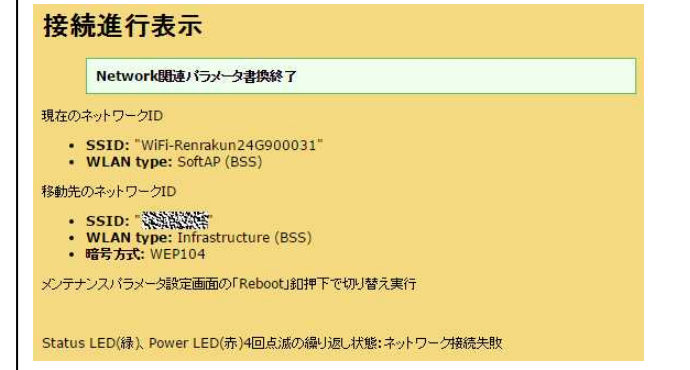 接続進行表示
Network関連パラメータ書換終了
現在のネットワークID
• SSID: "WiFi-Renrakun24G900031"
• WLAN type: SoftAP (BSS)
移動先のネットワークID
• SSID: "
• WLAN type: Infrastructure (BSS)
• 暗号方式: WEP104
メンテナンスパラメータ設定画面の「Reboot」釦押下で切り替え実行
Status LED(緑)、Power LED(赤)4回点滅の繰り返し状態:ネットワーク接続失敗